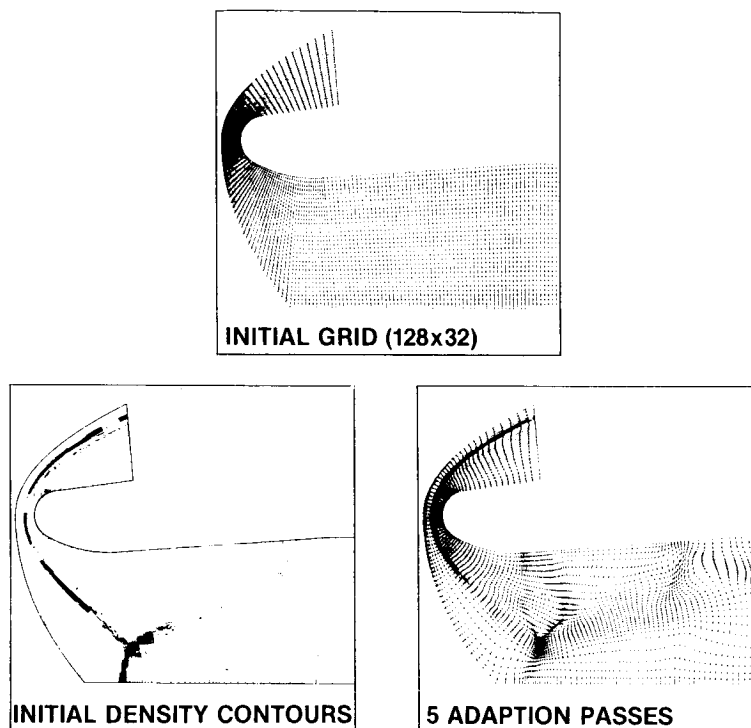 INITIAL GRID (128x32)
INITIAL DENSITY CONTOURS
5 ADAPTION PASSES